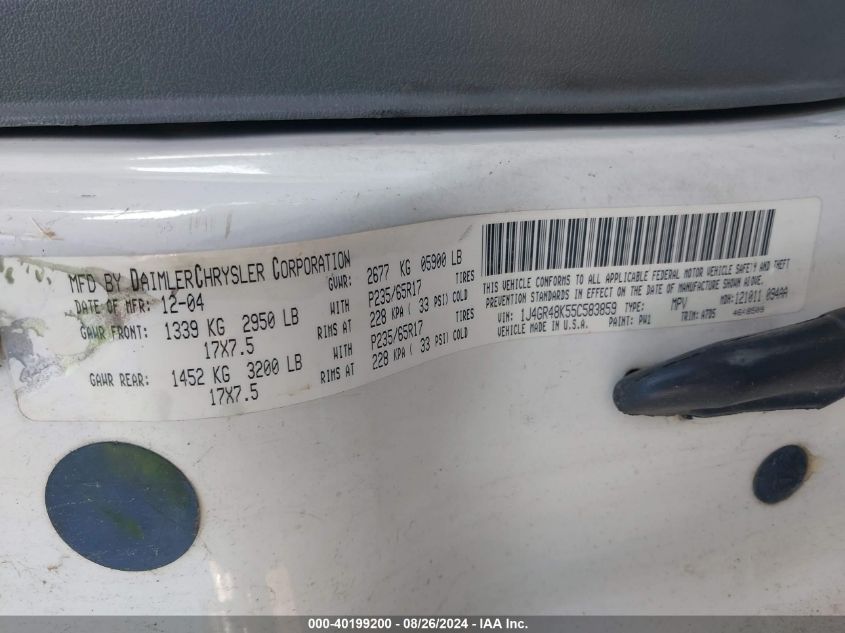 MFD BY DAIMLERCHRYSLER CORPORATION
DATE OF MFR: 12-04 GVWR: 2677 KG 05900 LB
GAWR FRONT: 1339 KG 2950 LB WITH P235/65R17 TIRES
17X7.5 RIMS AT 228 KPA ( 33 PSI) COLD
GAWR REAR: 1452 KG 3200 LB WITH P235/65R17 TIRES
17X7.5 RIMS AT 228 KPA ( 33 PSI) COLD
THIS VEHICLE CONFORMS TO ALL APPLICABLE FEDERAL MOTOR VEHICLE SAFETY AND THEFT
PREVENTION STANDARDS IN EFFECT ON THE DATE OF MANUFACTURE SHOWN ABOVE.
VIN: 1J4GR48K55C583859 TYPE: MPV MDH: 121011 094AA
VEHICLE MADE IN U.S.A. PAINT: PW1 TRIM: ATD5
000-40199200 - 08/26/2024 - IAA Inc.